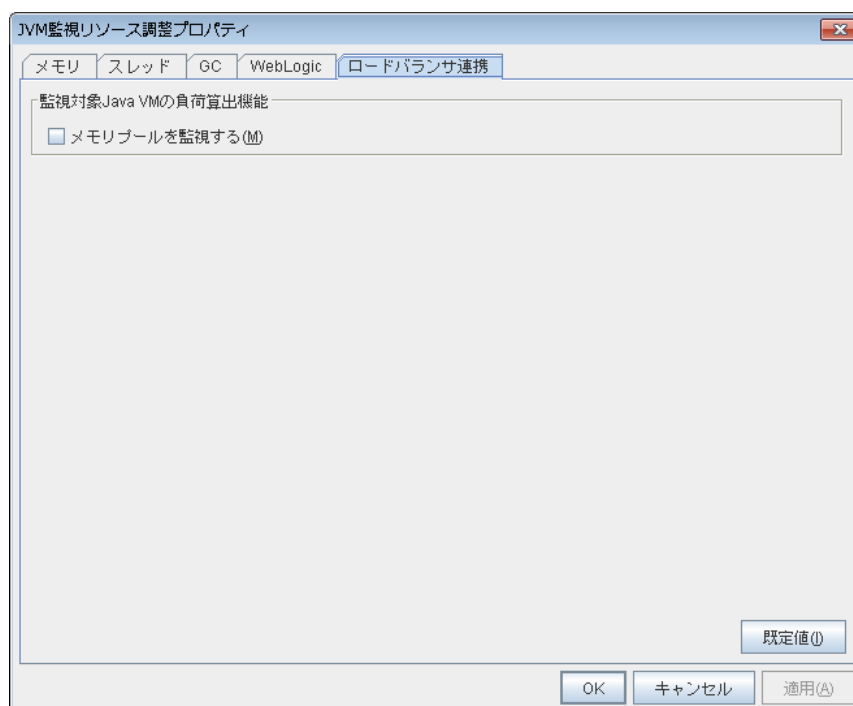 JVM監視リソース調整プロパティ
メモリ スレッド GC WebLogic ロードバランサ連携
監視対象Java VMの負荷算出機能
メモリプールを監視する(M)
既定値(I)
OK キャンセル 適用(A)